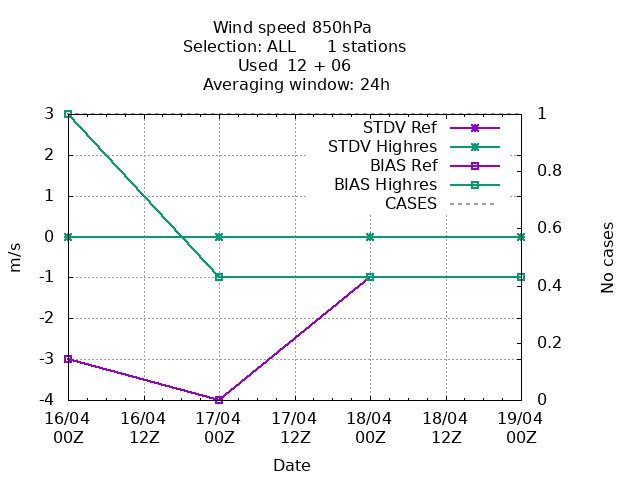 Wind speed 850hPa
Selection: ALL      1 stations
Used  12 + 06
Averaging window: 24h
3
2
1
0
-1
-2
-3
-4
m/s
1
0.8
0.6
0.4
0.2
0
No cases
STDV Ref
STDV Highres
BIAS Ref
BIAS Highres
CASES
16/04 16/04 17/04 17/04 18/04 18/04 19/04
00Z 12Z 00Z 12Z 00Z 12Z 00Z
Date